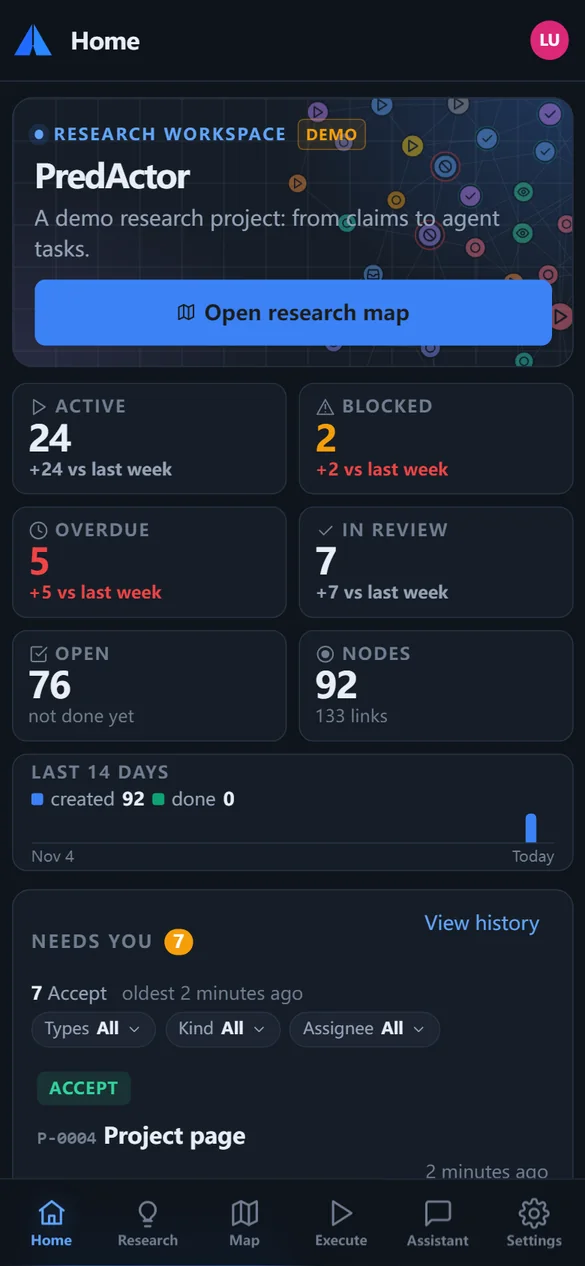 Home
LU
RESEARCH WORKSPACE DEMO
PredActor
A demo research project: from claims to agent
tasks.
Open research map
ACTIVE
24
+24 vs last week
BLOCKED
2
+2 vs last week
OVERDUE
5
+5 vs last week
IN REVIEW
7
+7 vs last week
OPEN
76
not done yet
NODES
92
133 links
LAST 14 DAYS
created 92 done 0
Nov 4 Today
View history
NEEDS YOU 7
7 Accept oldest 2 minutes ago
Types All Kind All Assignee All
ACCEPT
P-0004 Project page
2 minutes ago
Home Research Map Execute Assistant Settings